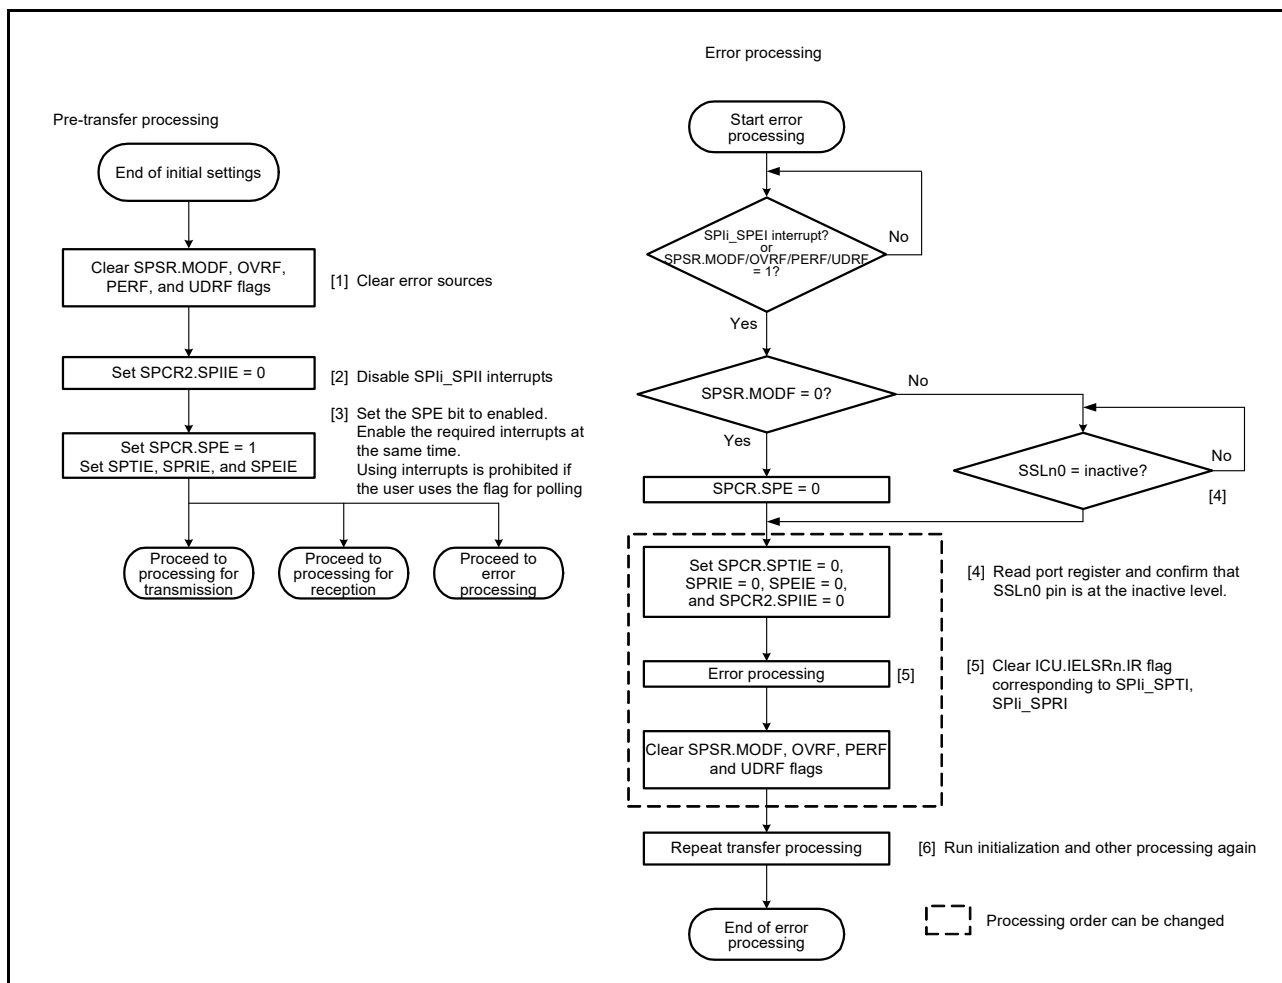 Pre-transfer processing
End of initial settings
Clear SPSR.MODF, OVRF,
PERF, and UDRF flags
[1] Clear error sources
Set SPCR2.SPIIE = 0
[2] Disable SPIi_SPII interrupts
Set SPCR.SPE = 1
Set SPTIE, SPRIE, and SPEIE
[3] Set the SPE bit to enabled.
Enable the required interrupts at
the same time.
Using interrupts is prohibited if
the user uses the flag for polling
Proceed to
processing for
transmission
Proceed to
processing for
reception
Proceed to
error
processing
Error processing
Start error
processing
SPIi_SPEI interrupt?
or
SPSR.MODF/OVRF/PERF/UDRF
= 1?
No
Yes
SPSR.MODF = 0?
No
Yes
SSLn0 = inactive?
No
[4]
SPCR.SPE = 0
Set SPCR.SPTIE = 0,
SPRIE = 0, SPEIE = 0,
and SPCR2.SPIIE = 0
[4] Read port register and confirm that
SSLn0 pin is at the inactive level.
Error processing
[5]
[5] Clear ICU.IELSRn.IR flag
corresponding to SPIi_SPTI,
SPIi_SPRI
Clear SPSR.MODF, OVRF, PERF
and UDRF flags
Repeat transfer processing
[6] Run initialization and other processing again
End of error
processing
Processing order can be changed